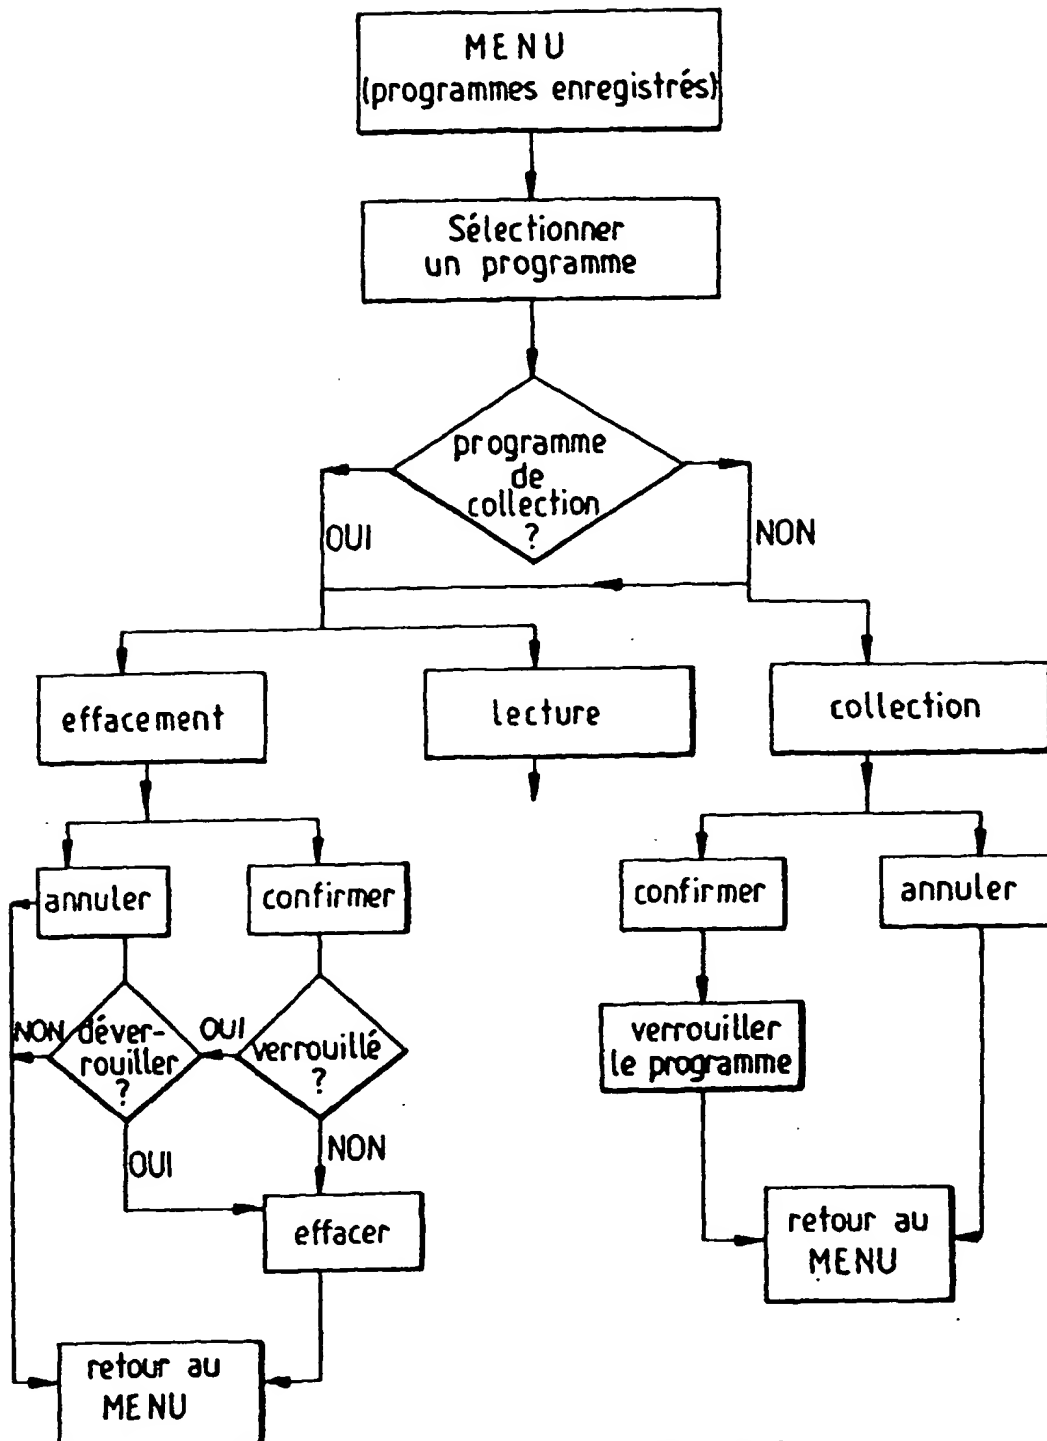 MENU
(programmes enregistrés)
Sélectionner
un programme
programme
de
collection
?
OUI
NON
effacement
lecture
collection
annuler
confirmer
confirmer
annuler
NON
déver-
rouiller
?
OUI
verrouillé
?
verrouiller
le programme
OUI
NON
effacer
retour au
MENU
retour au
MENU